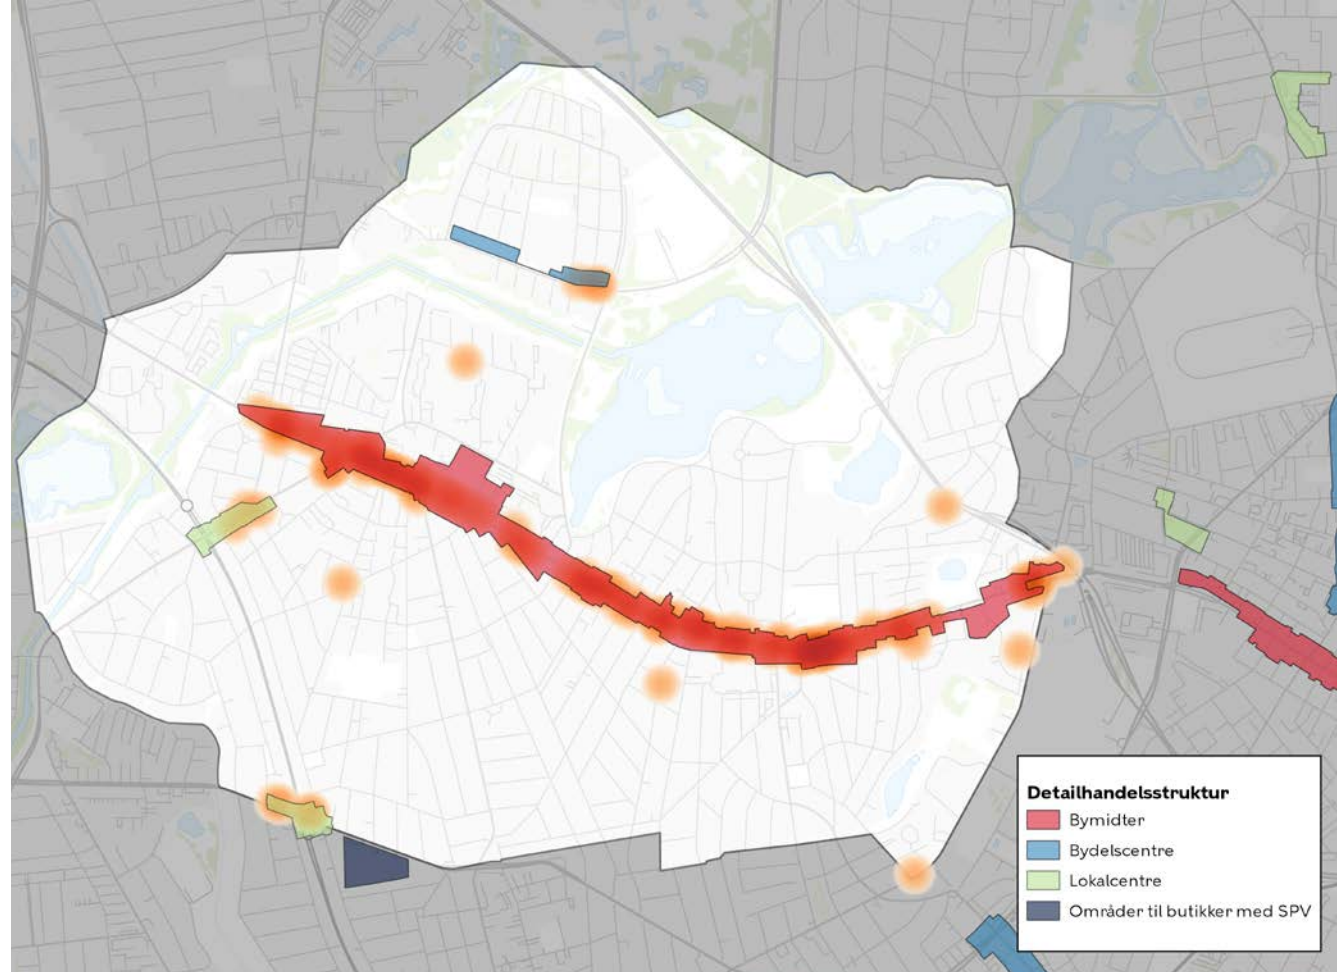 Detailhandelsstruktur
Bymidter
Bydelscentre
Lokalcentre
Områder til butikker med SPV